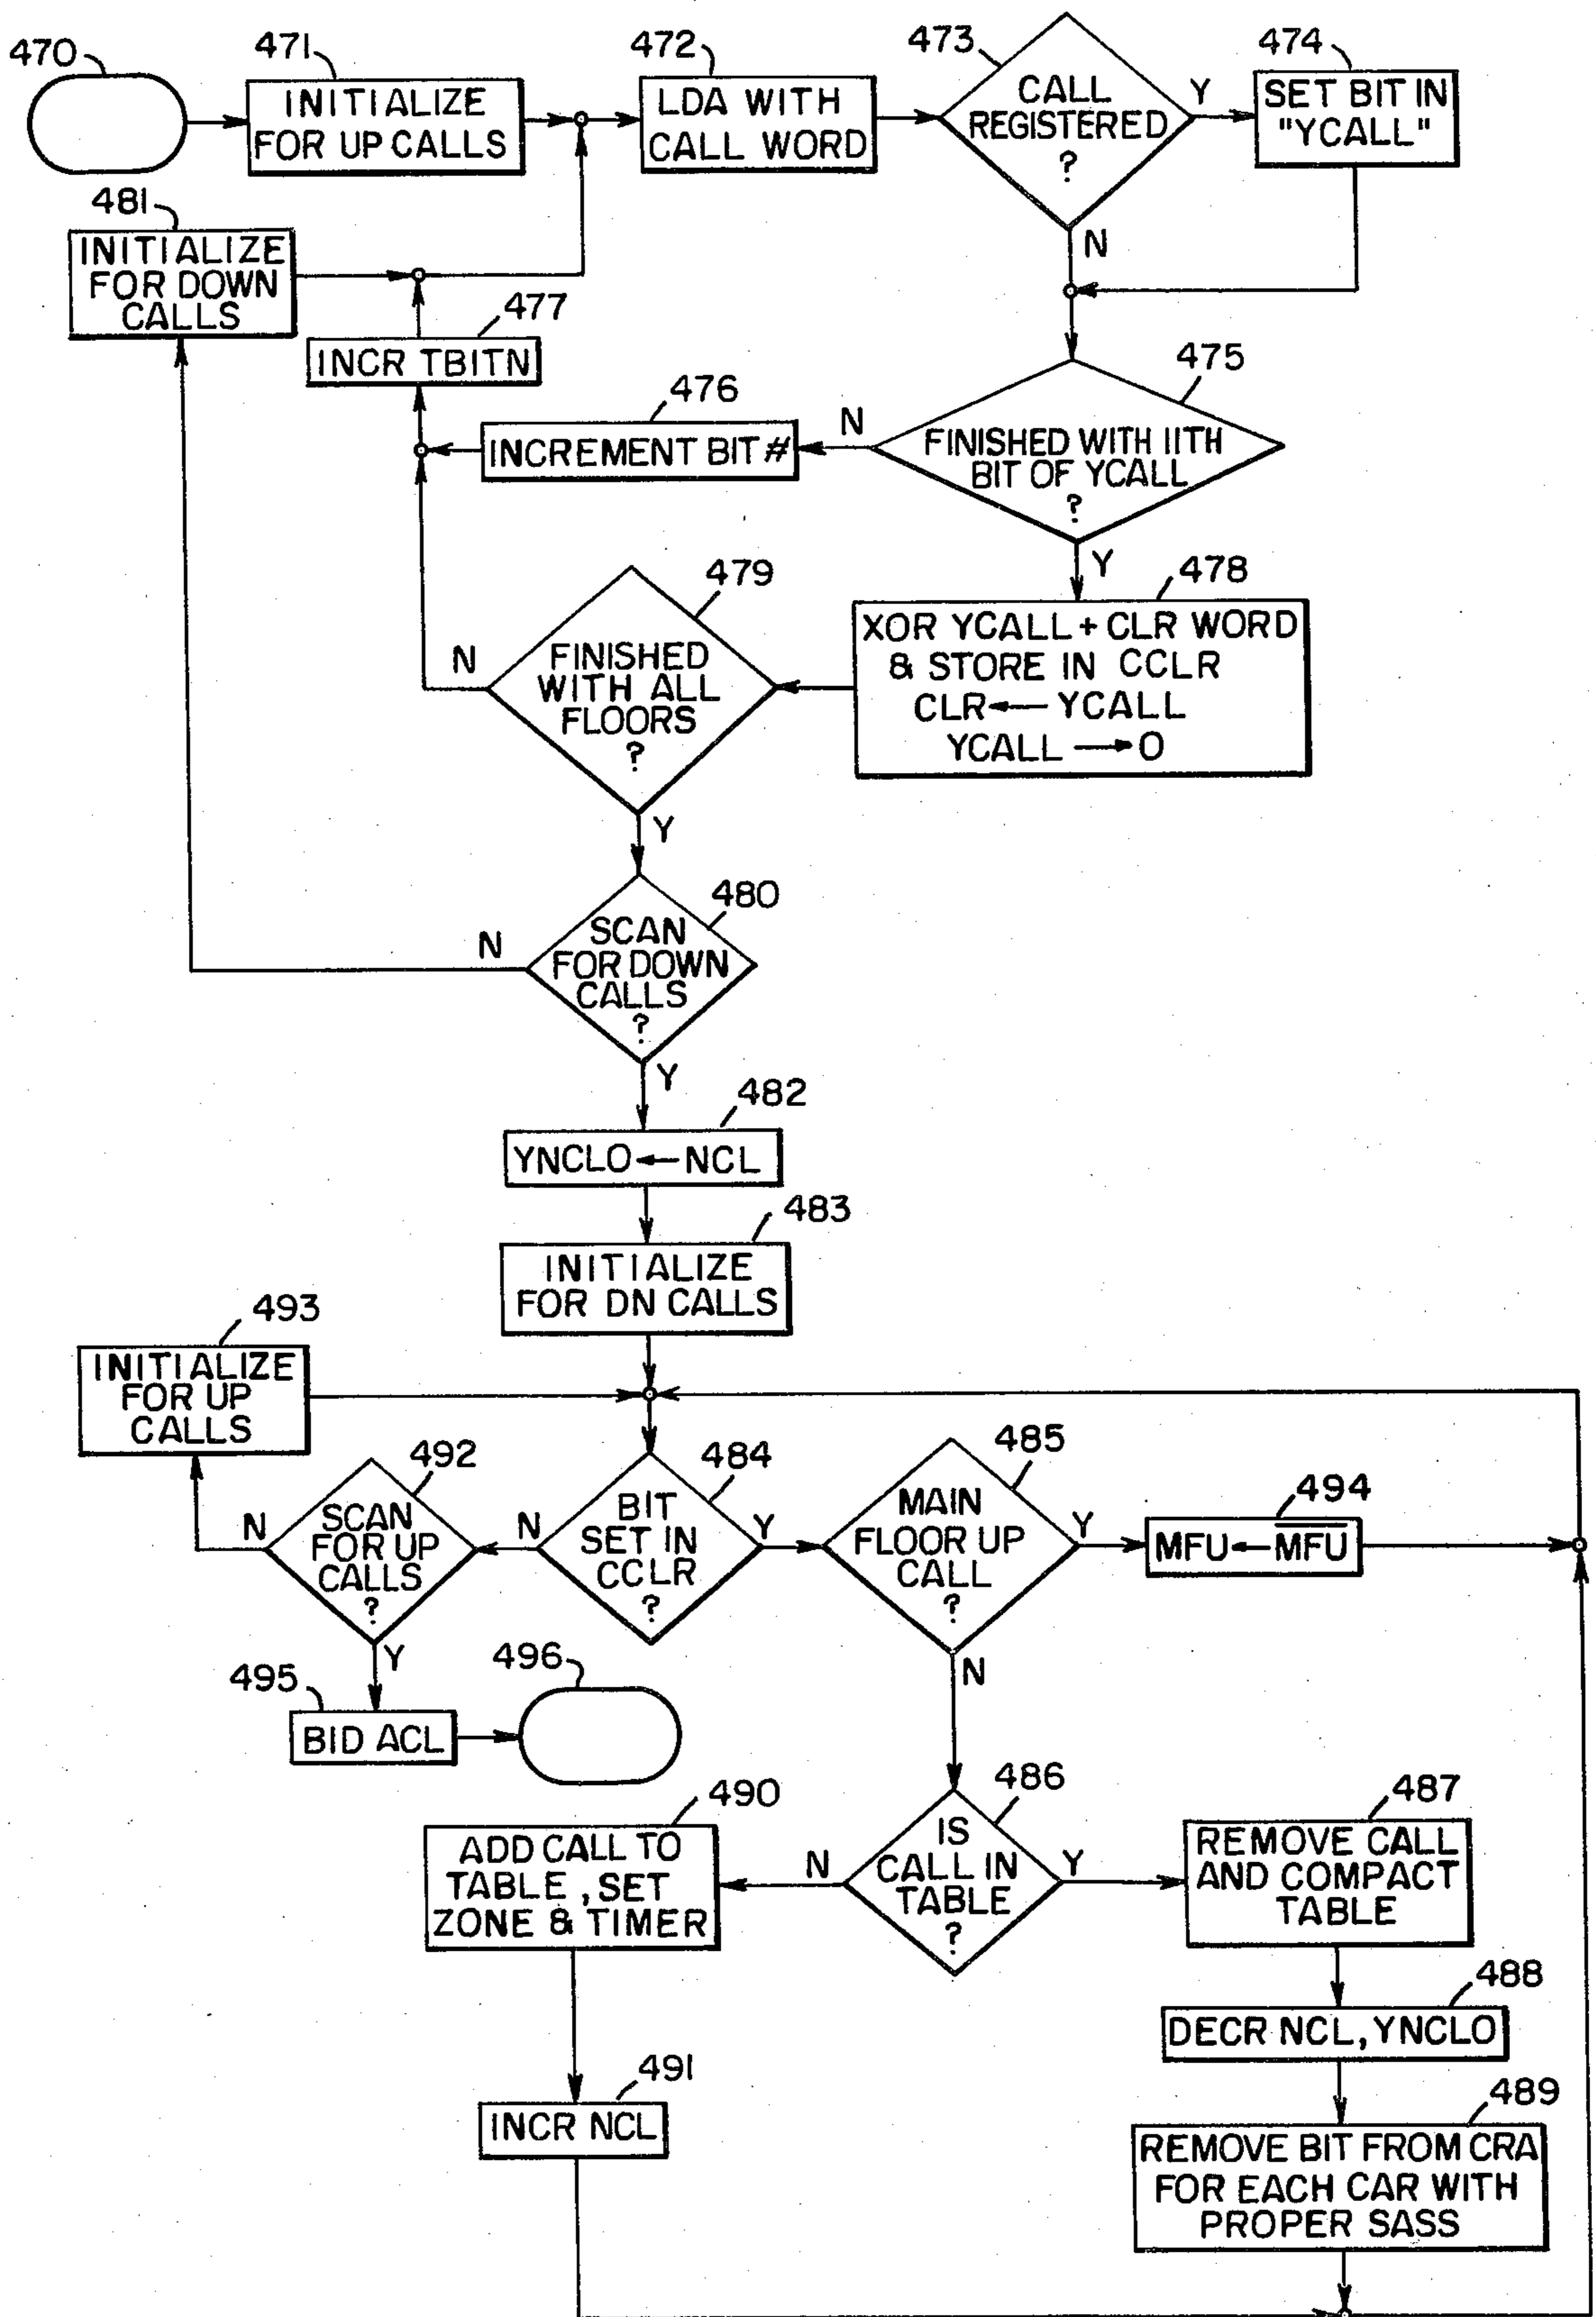 470
471
INITIALIZE
FOR UP CALLS
472
LDA WITH
CALL WORD
473
CALL
REGISTERED
?
Y
N
474
SET BIT IN
"YCALL"
481
INITIALIZE
FOR DOWN
CALLS
477
INCR TBITN
476
INCREMENT BIT #
N
475
FINISHED WITH 11TH
BIT OF YCALL
?
Y
478
XOR YCALL + CLR WORD
& STORE IN CCLR
CLR ← YCALL
YCALL → 0
479
FINISHED
WITH ALL
FLOORS
?
N
Y
480
SCAN
FOR DOWN
CALLS
?
N
Y
482
YNCLO ← NCL
483
INITIALIZE
FOR DN CALLS
493
INITIALIZE
FOR UP
CALLS
492
SCAN
FOR UP
CALLS
?
N
Y
484
BIT
SET IN
CCLR
?
N
Y
485
MAIN
FLOOR UP
CALL
?
Y
N
494
MFU ← M̅F̅U̅
495
BID ACL
496
490
ADD CALL TO
TABLE, SET
ZONE & TIMER
486
IS
CALL IN
TABLE
?
N
Y
487
REMOVE CALL
AND COMPACT
TABLE
488
DECR NCL, YNCLO
491
INCR NCL
489
REMOVE BIT FROM CRA
FOR EACH CAR WITH
PROPER SASS